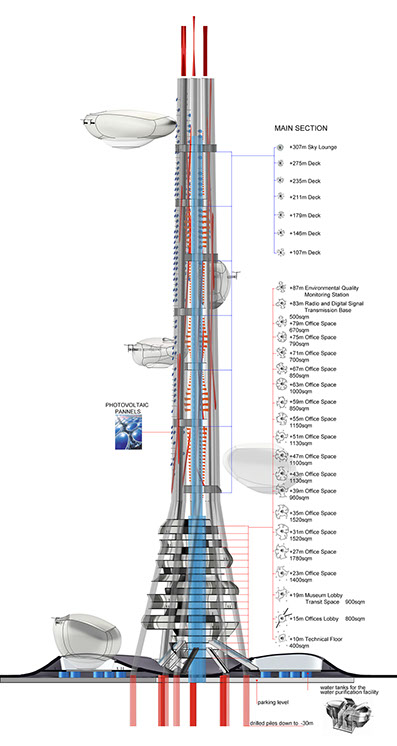 MAIN SECTION
+307m Sky Lounge
+275m Deck
+235m Deck
+211m Deck
+179m Deck
+146m Deck
+107m Deck
+87m Environmental Quality
Monitoring Station
+83m Radio and Digital Signal
Transmission Base
500sqm
+79m Office Space
670sqm
+75m Office Space
790sqm
+71m Office Space
700sqm
+67m Office Space
850sqm
+63m Office Space
1000sqm
+59m Office Space
850sqm
+55m Office Space
1150sqm
+51m Office Space
1130sqm
+47m Office Space
1100sqm
+43m Office Space
1130sqm
+39m Office Space
960sqm
+35m Office Space
1520sqm
+31m Office Space
1520sqm
+27m Office Space
1780sqm
+23m Office Space
1400sqm
+19m Museum Lobby
Transit Space 900sqm
+15m Offices Lobby 800sqm
+10m Technical Floor
400sqm
PHOTOVOLTAIC
PANNELS
water tanks for the
water purification facility
parking level
drilled piles down to -30m